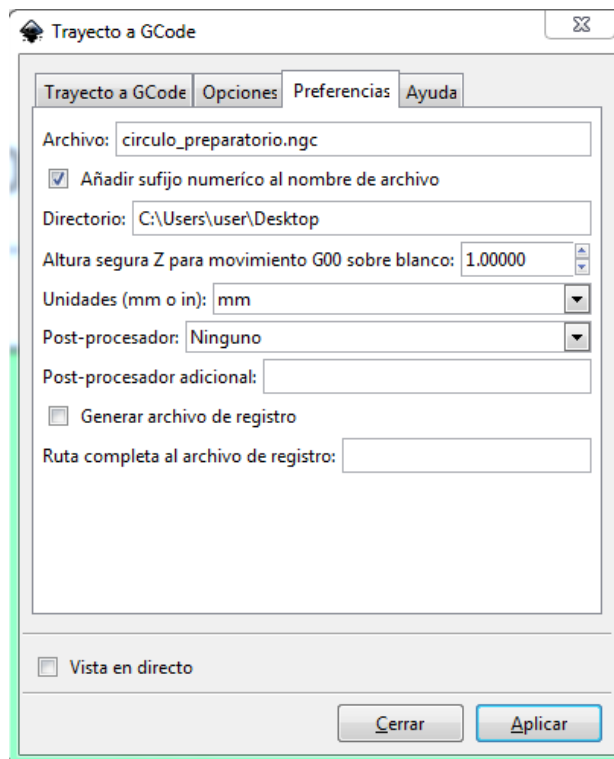 Trayecto a GCode
Trayecto a GCode Opciones Preferencias Ayuda
Archivo: circulo_preparatorio.ngc
Añadir sufijo numeríco al nombre de archivo
Directorio: C:\Users\user\Desktop
Altura segura Z para movimiento G00 sobre blanco: 1.00000
Unidades (mm o in): mm
Post-procesador: Ninguno
Post-procesador adicional:
Generar archivo de registro
Ruta completa al archivo de registro:
Vista en directo
Cerrar Aplicar